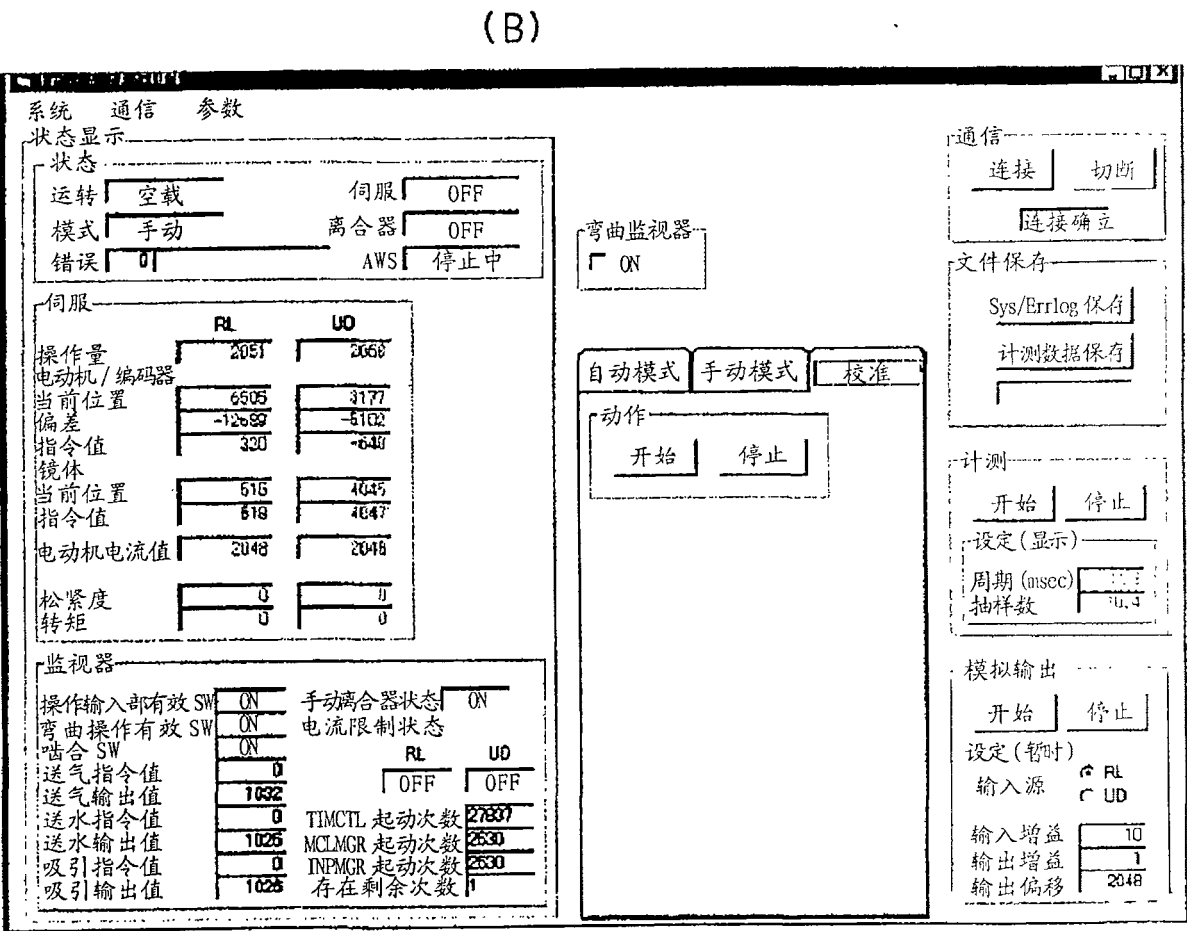 (B)
系统 通信 参数
状态显示
状态
运转 空载 伺服 OFF
模式 手动 离合器 OFF
错误 0 AWS 停止中
伺服
RL UD
操作量 2051
电动机/编码器
当前位置 6505 3177
偏差 -5102
指令值 320 -640
镜体
当前位置 516 4045
指令值 518 4047
电动机电流值 2048 2048
松紧度 0 0
转矩 0 0
监视器
操作输入部有效 SW ON 手动离合器状态 ON
弯曲操作有效 SW ON 电流限制状态
啮合 SW ON RL UD
送气指令值 0 OFF OFF
送气输出值 1032
送水指令值 0 TIMCTL 起动次数 27837
送水输出值 1026 MCLMGR 起动次数 2630
吸引指令值 0 INPMGR 起动次数 2630
吸引输出值 1026 存在剩余次数 1
弯曲监视器
ON
自动模式 手动模式 校准
动作
开始 停止
通信
连接 切断
连接确立
文件保存
Sys/Errlog 保存
计测数据保存
计测
开始 停止
设定(显示)
周期(msec)
抽样数
模拟输出
开始 停止
设定(暂时)
输入源 RL
UD
输入增益 10
输出增益 1
输出偏移 2048